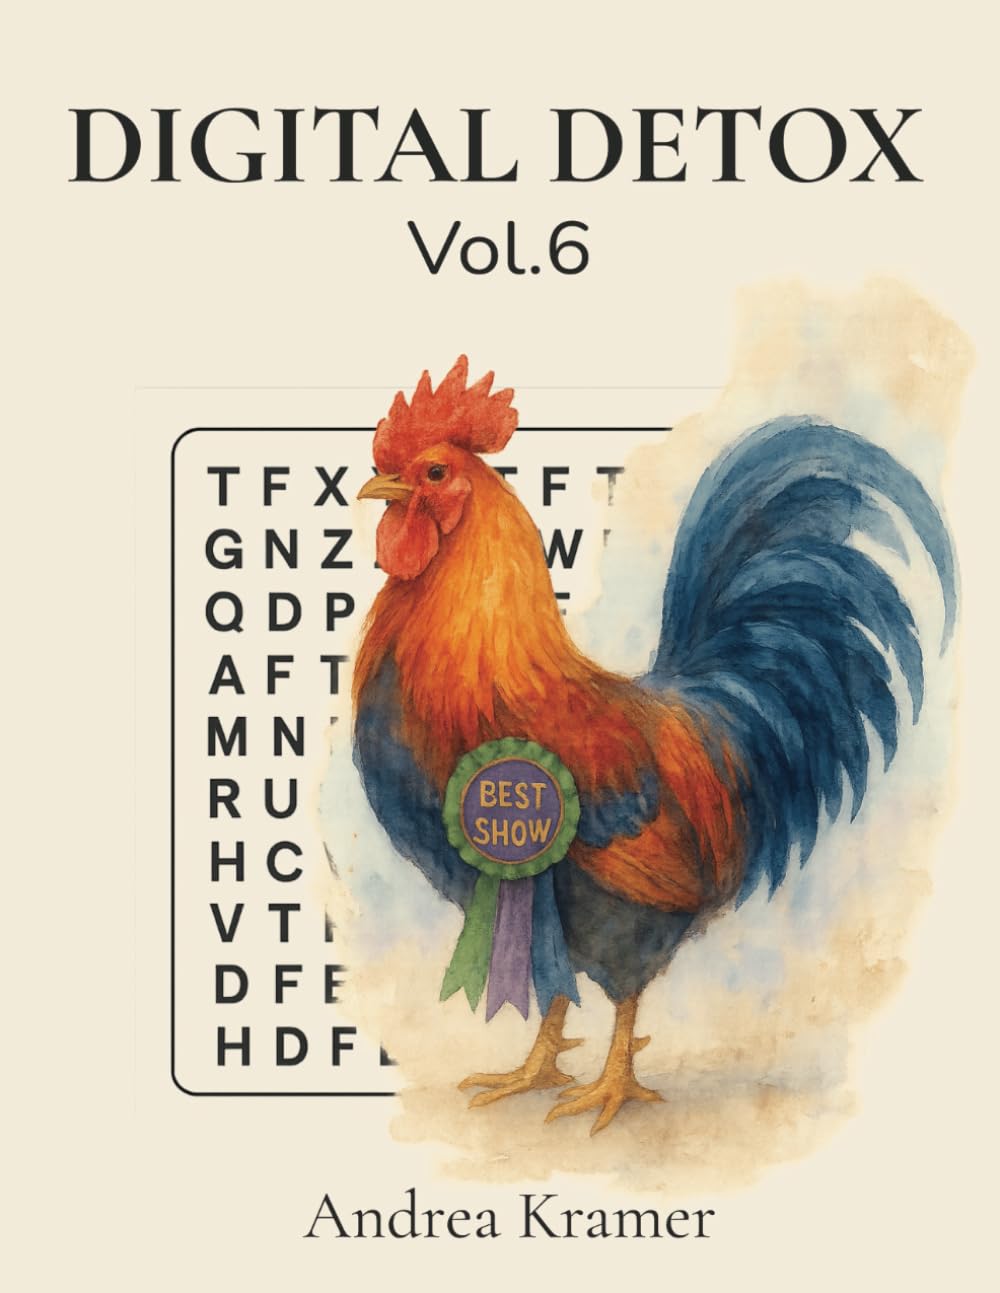 DIGITAL DETOX
Vol.6
T F X F T
G N Z W
Q D P
A F T
M N
R U
H C
V T
D F E
H D F
BEST
SHOW
Andrea Kramer